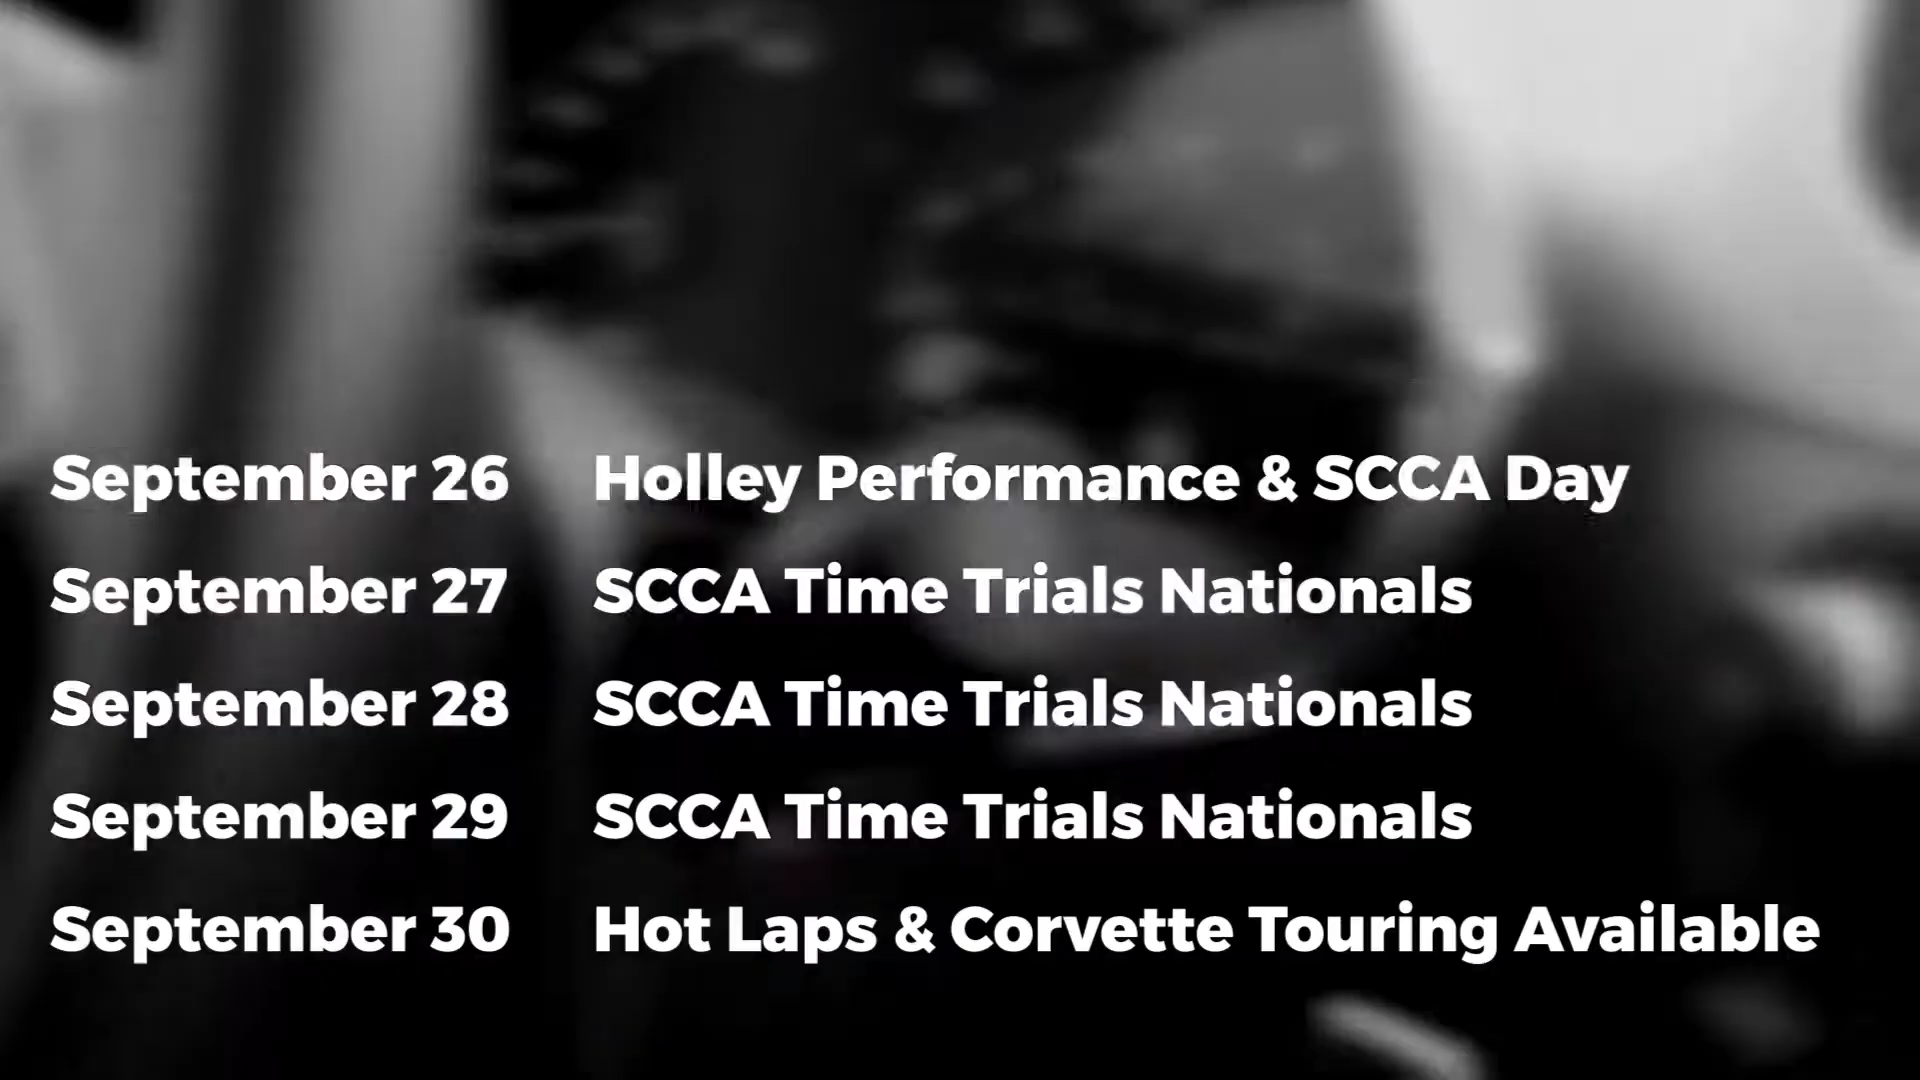 September 26 Holley Performance & SCCA Day
September 27 SCCA Time Trials Nationals
September 28 SCCA Time Trials Nationals
September 29 SCCA Time Trials Nationals
September 30 Hot Laps & Corvette Touring Available